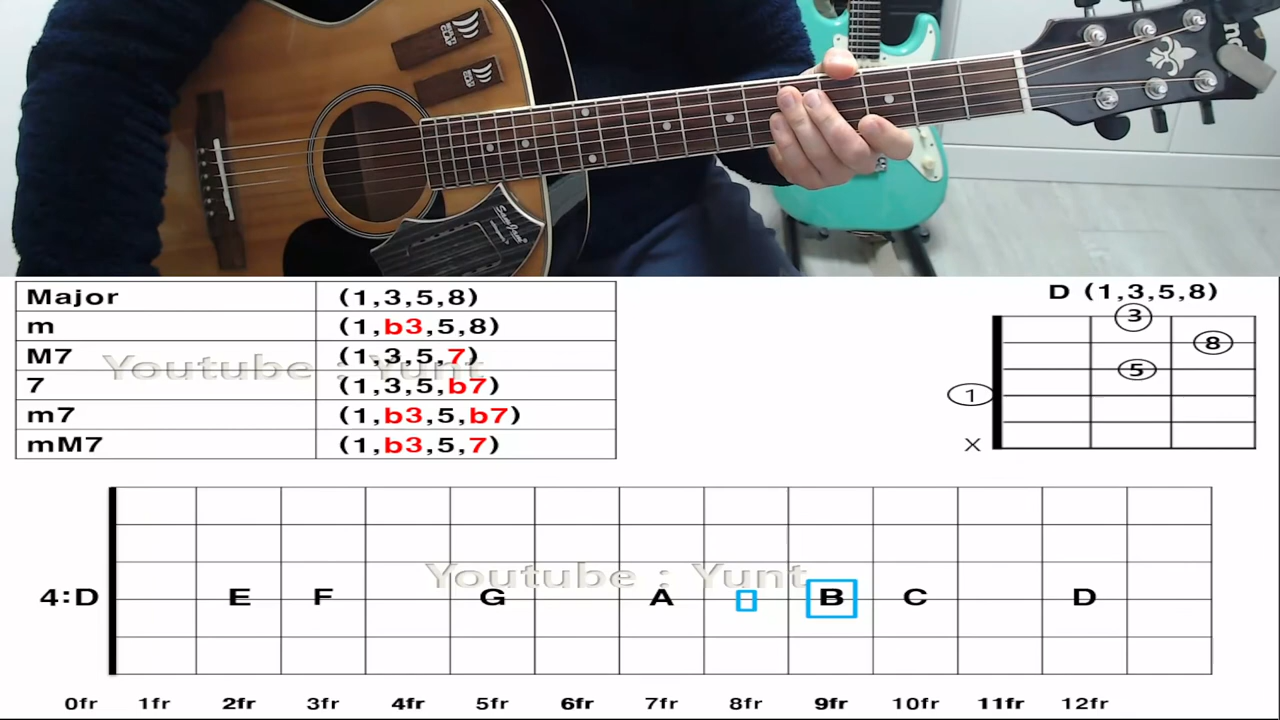 Major (1,3,5,8)
m (1,b3,5,8)
M7 (1,3,5,7)
7 (1,3,5,b7)
m7 (1,b3,5,b7)
mM7 (1,b3,5,7)
Youtube : Yunt
D (1,3,5,8)
3
8
5
1
X
Youtube : Yunt
4:D E F G A B C D
0fr 1fr 2fr 3fr 4fr 5fr 6fr 7fr 8fr 9fr 10fr 11fr 12fr